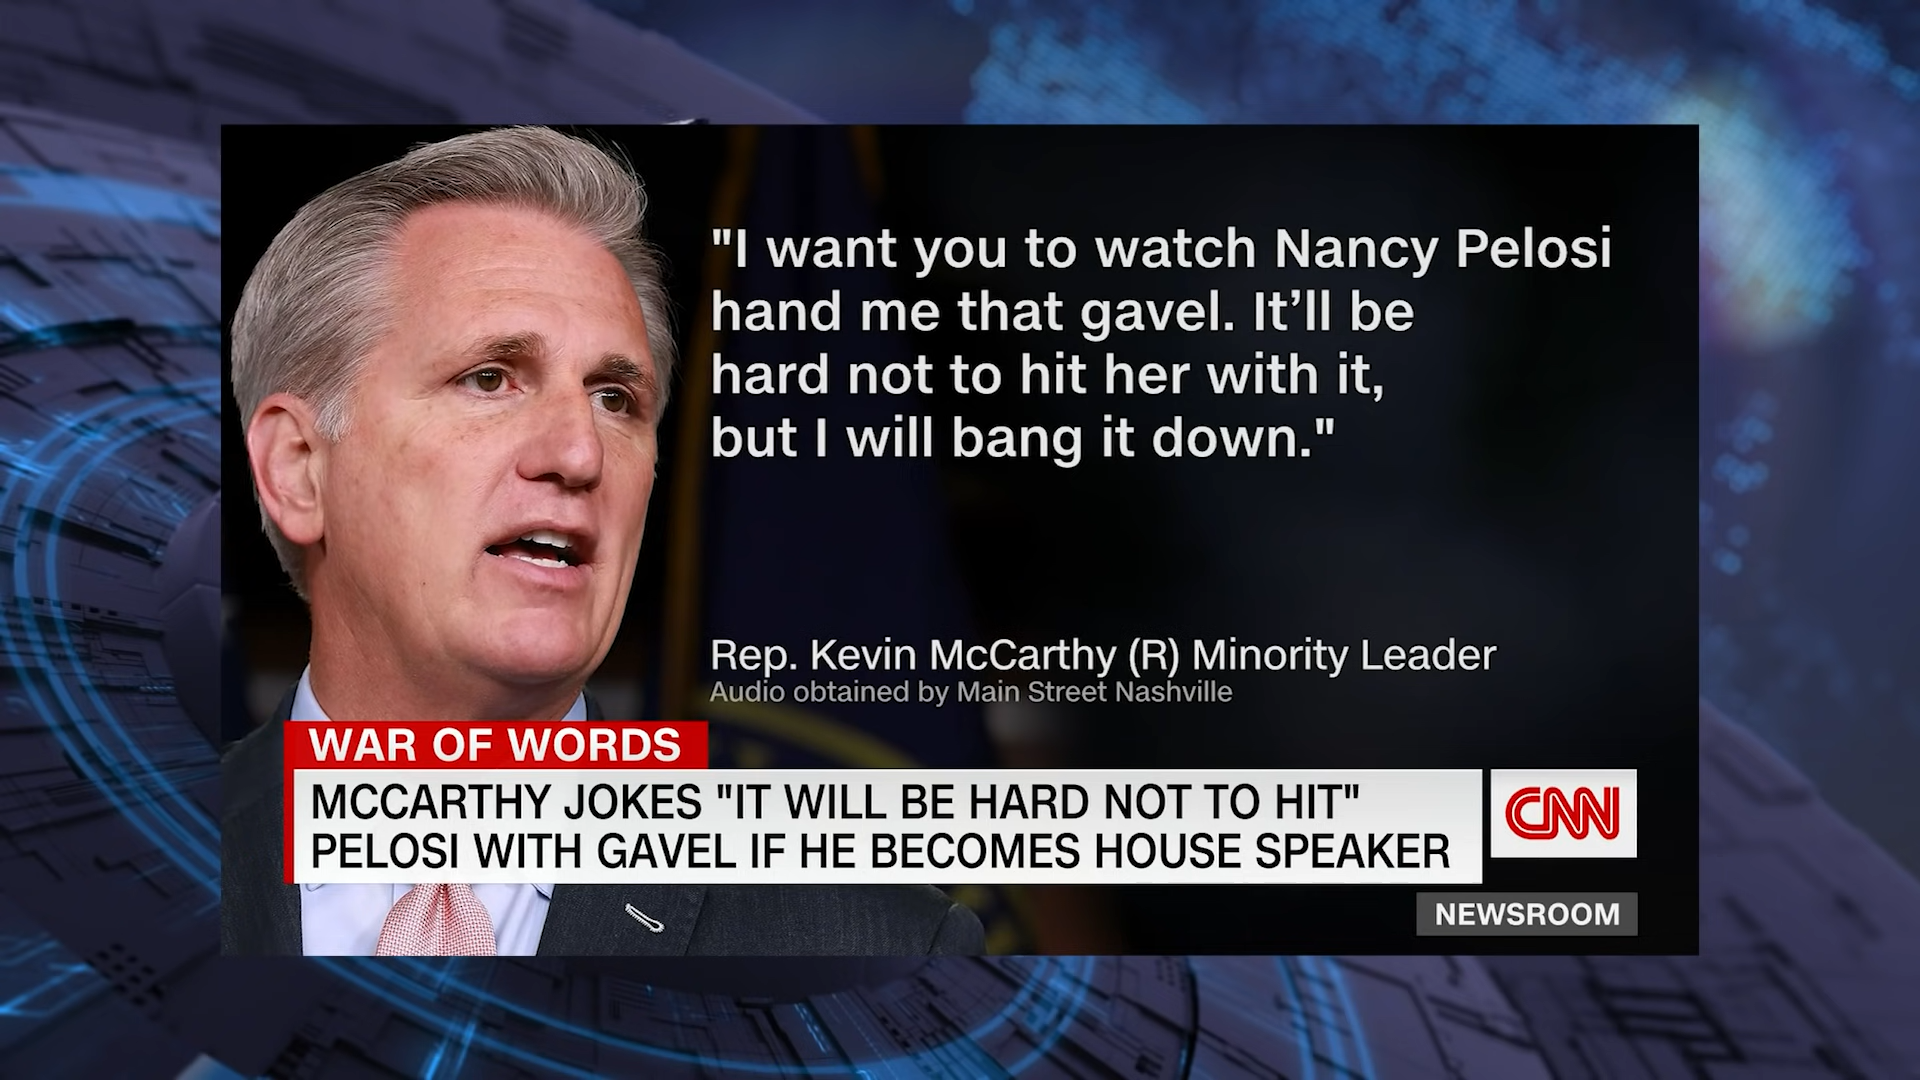 "I want you to watch Nancy Pelosi
hand me that gavel. It’ll be
hard not to hit her with it,
but I will bang it down."
Rep. Kevin McCarthy (R) Minority Leader
Audio obtained by Main Street Nashville
WAR OF WORDS
MCCARTHY JOKES "IT WILL BE HARD NOT TO HIT"
PELOSI WITH GAVEL IF HE BECOMES HOUSE SPEAKER
CNN
NEWSROOM